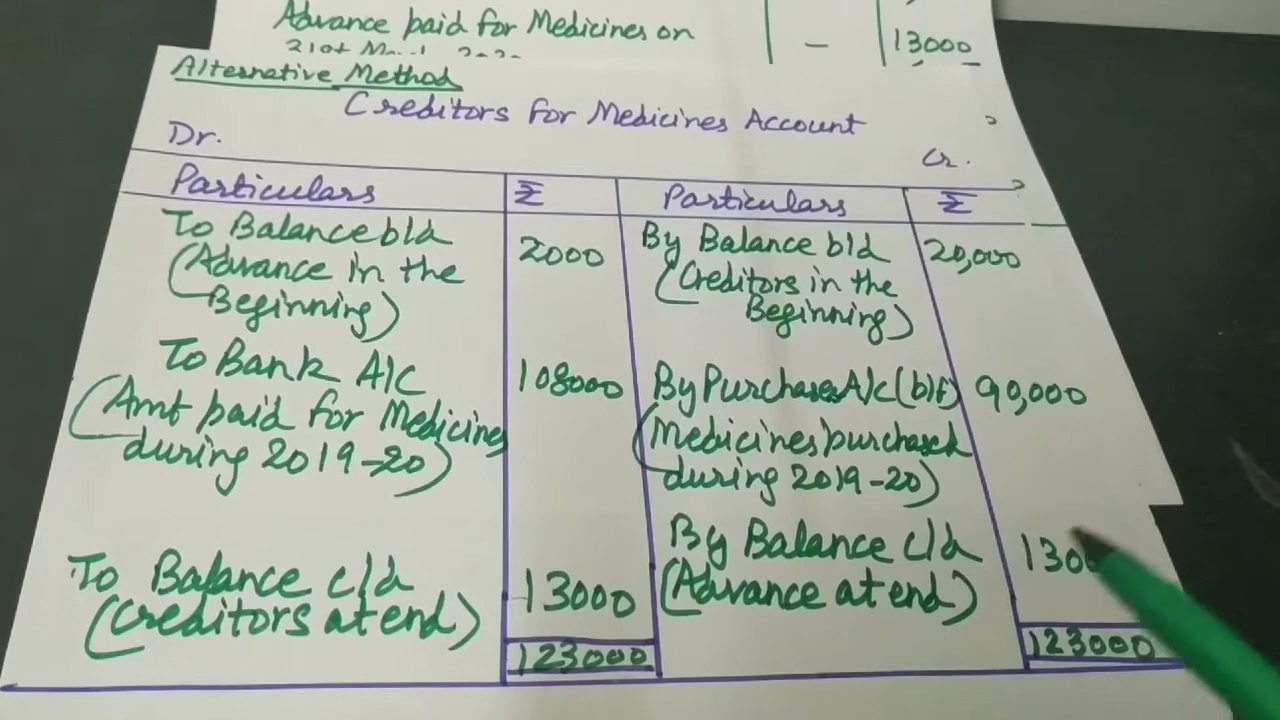 Advance paid for Medicines on
- 13000
Alternative Method
Creditors for Medicines Account
Dr. Cr.
Particulars ₹ Particulars ₹
To Balance b/d 2000 By Balance b/d 20,000
(Advance in the (Creditors in the
Beginning) Beginning)
To Bank A/C 108000 By Purchases A/c (b/f) 90,000
(Amt paid for Medicines (Medicines purchased
during 2019-20) during 2019-20)
To Balance c/d 13000 By Balance c/d
(Creditors at end) (Advance at end)
123000 123000